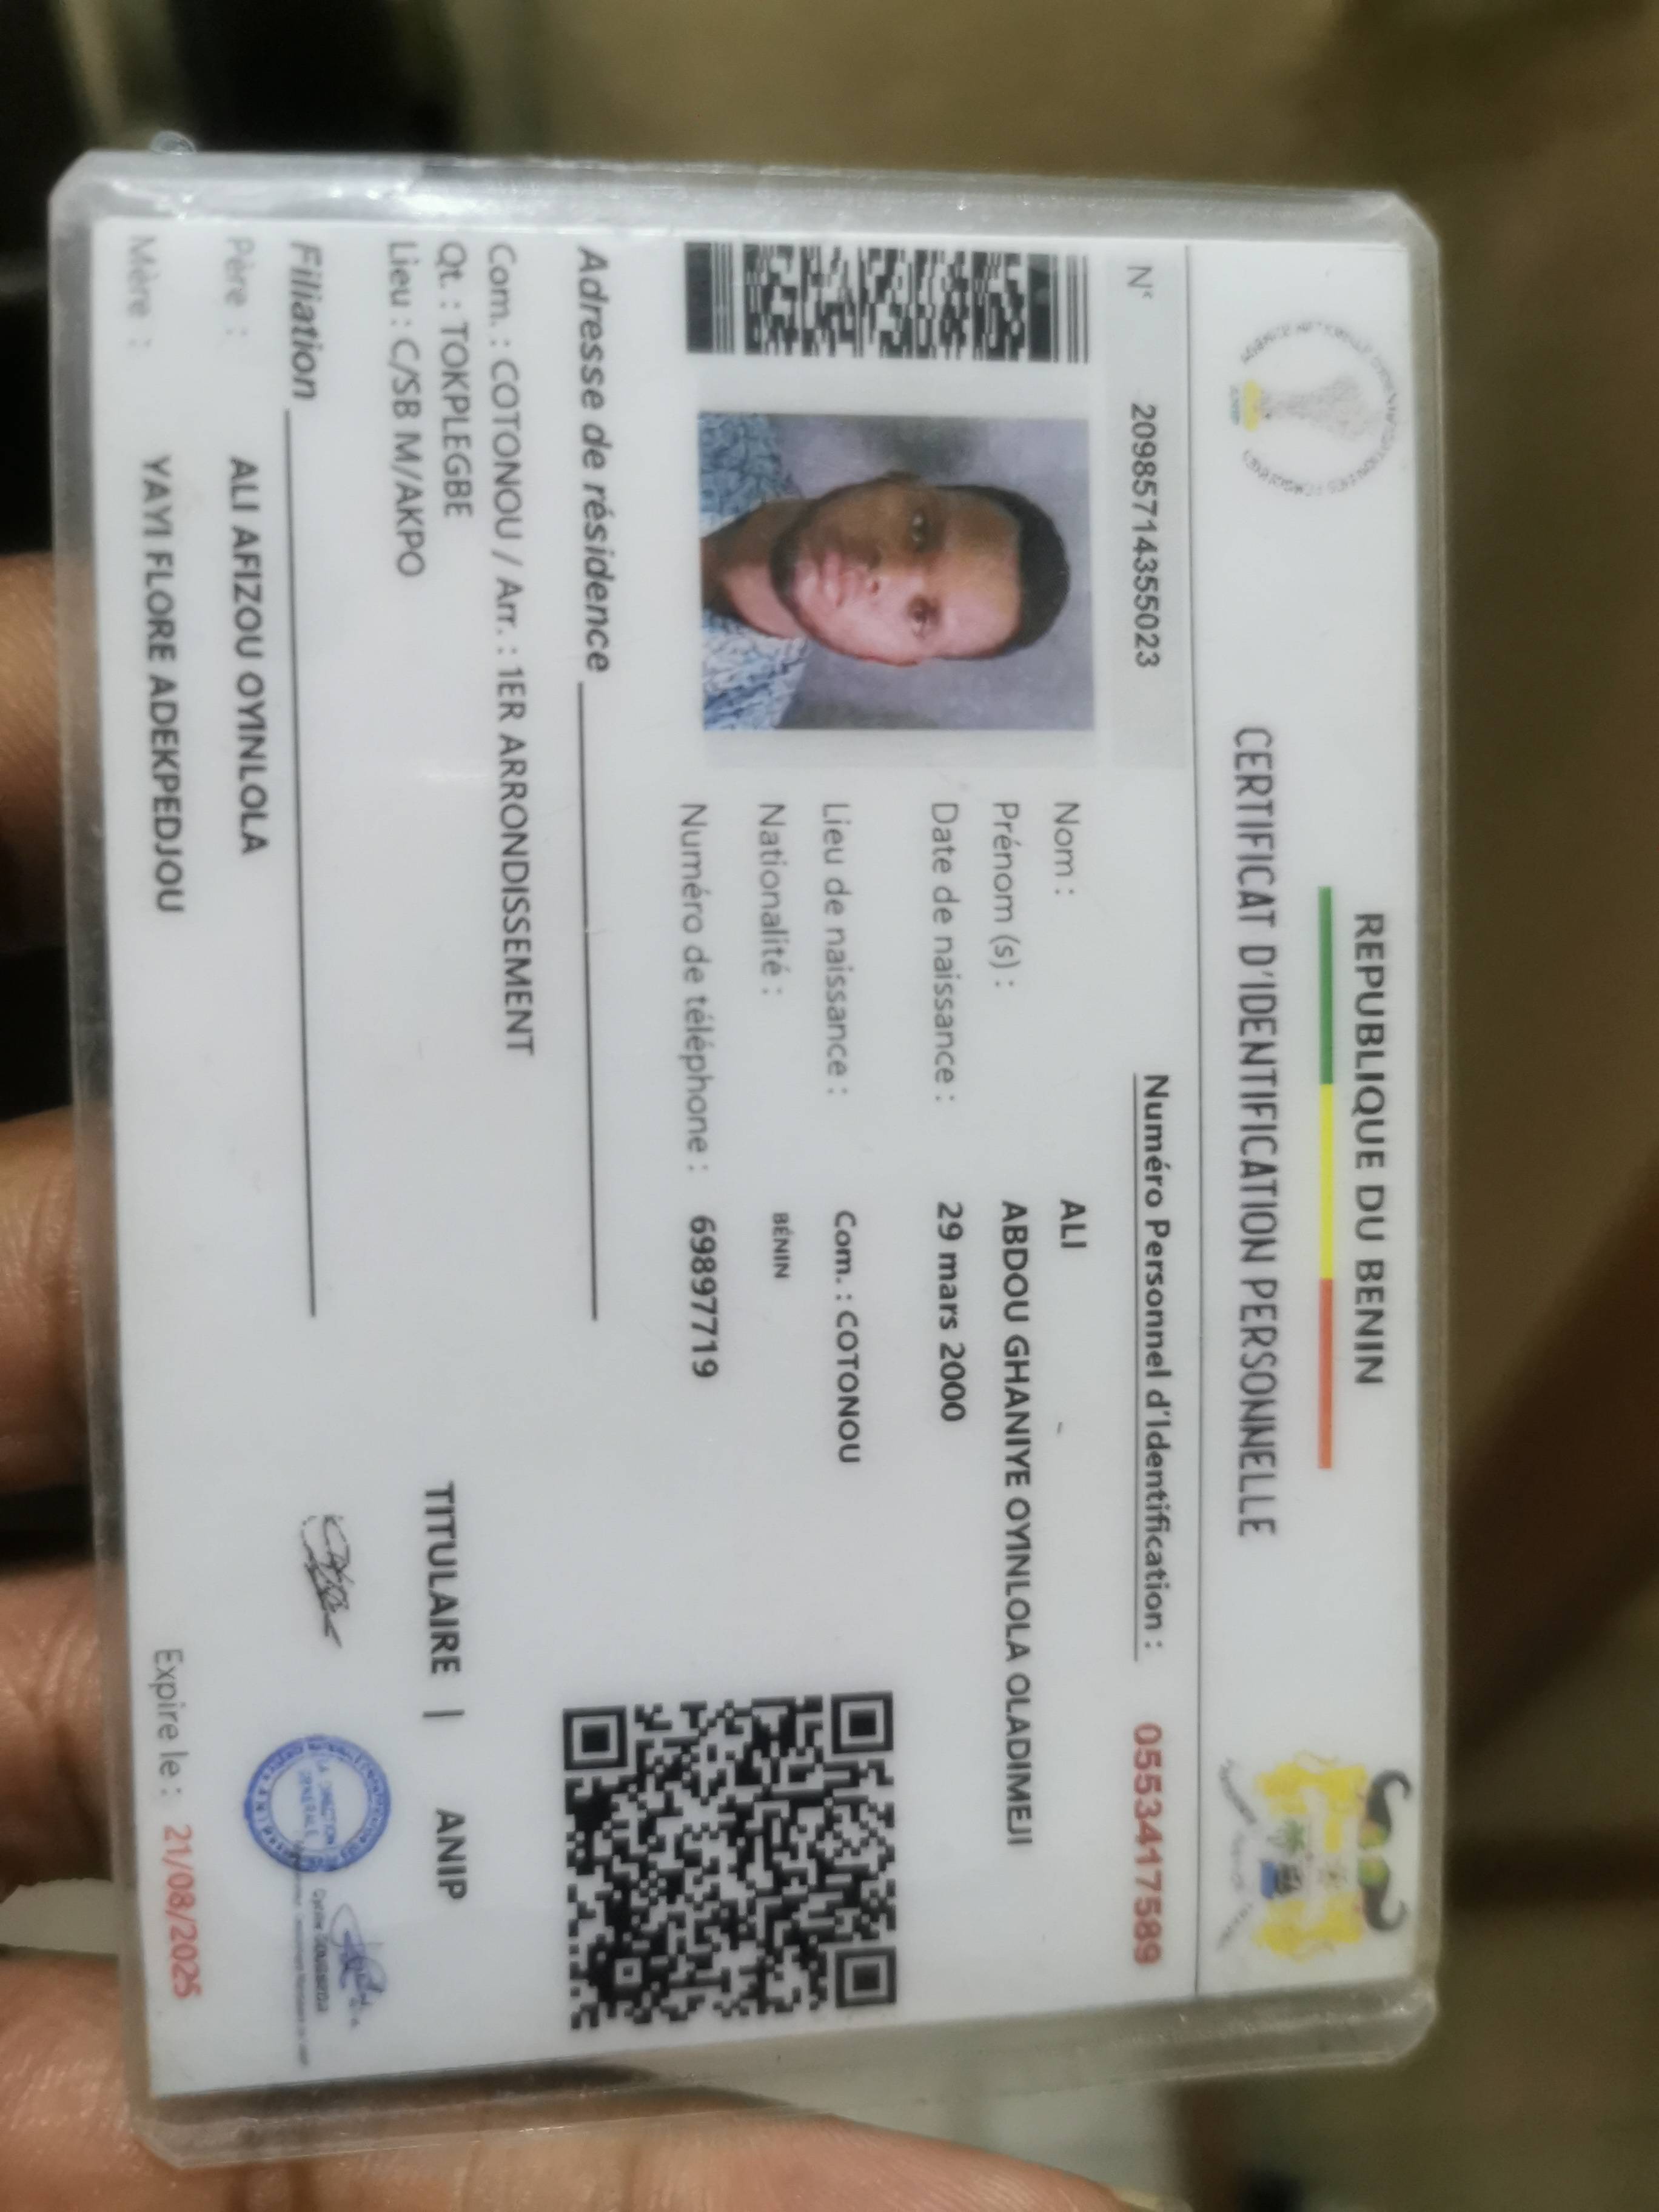 REPUBLIQUE DU BENIN
CERTIFICAT D'IDENTIFICATION PERSONNELLE
N° 20985714355023
Numéro Personnel d'Identification : 0553417589
Nom : ALI
Prénom (s) : ABDOU GHANIYE OYINLOLA OLADIMEJI
Date de naissance : 29 mars 2000
Lieu de naissance : Com. : COTONOU
Nationalité : BÉNIN
Numéro de téléphone : 69897719
Adresse de résidence
Com. : COTONOU / Arr. : 1ER ARRONDISSEMENT
Qt. : TOKPLEGBE
Lieu : C/SB M/AKPO
TITULAIRE | ANIP
Filiation
Père : ALI AFIZOU OYINLOLA
Mère : YAYI FLORE ADEKPEDJOU
LA DIRECTION GENERALE
Expire le : 21/08/2025